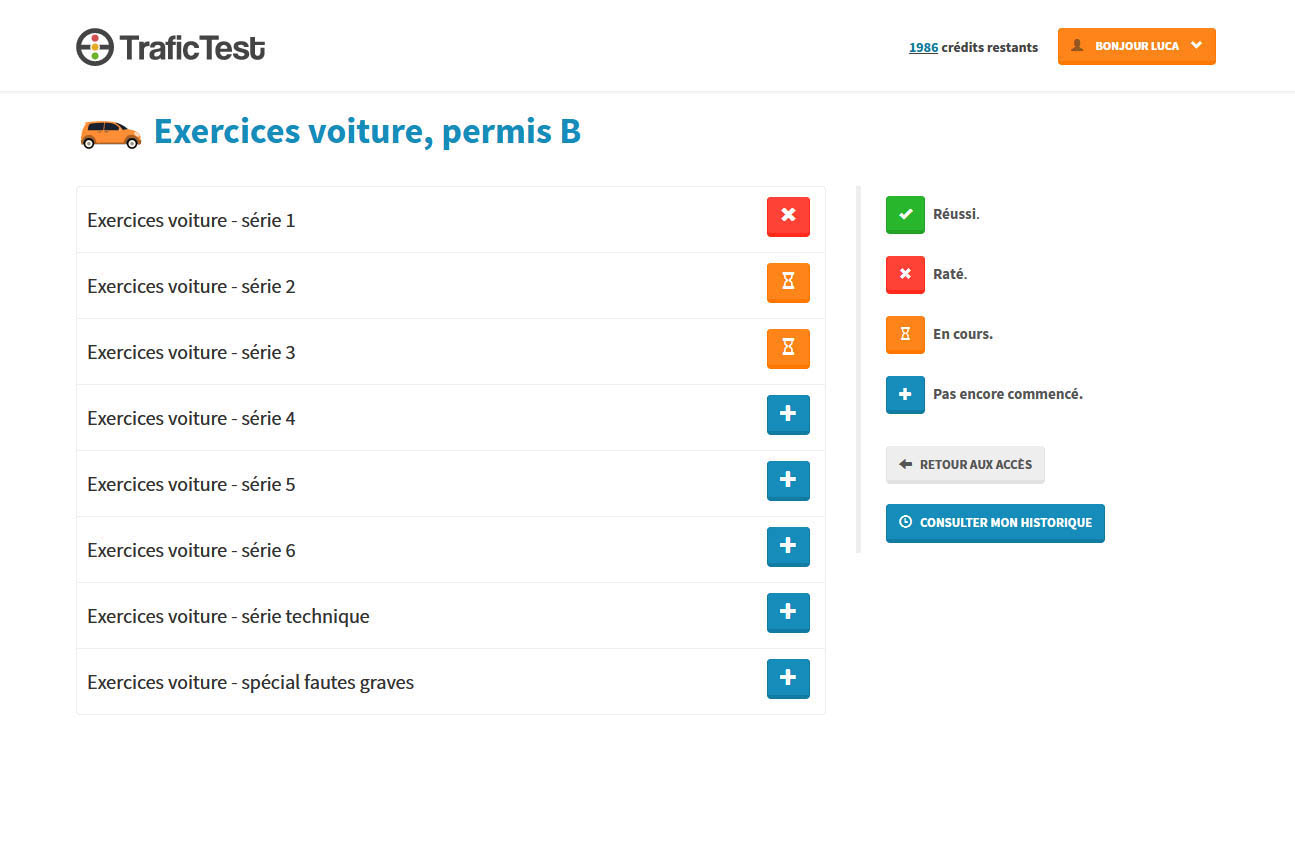 TraficTest
1986 crédits restants
BONJOUR LUCA
Exercices voiture, permis B
Exercices voiture - série 1
Exercices voiture - série 2
Exercices voiture - série 3
Exercices voiture - série 4
Exercices voiture - série 5
Exercices voiture - série 6
Exercices voiture - série technique
Exercices voiture - spécial fautes graves
Réussi.
Raté.
En cours.
Pas encore commencé.
RETOUR AUX ACCÈS
CONSULTER MON HISTORIQUE